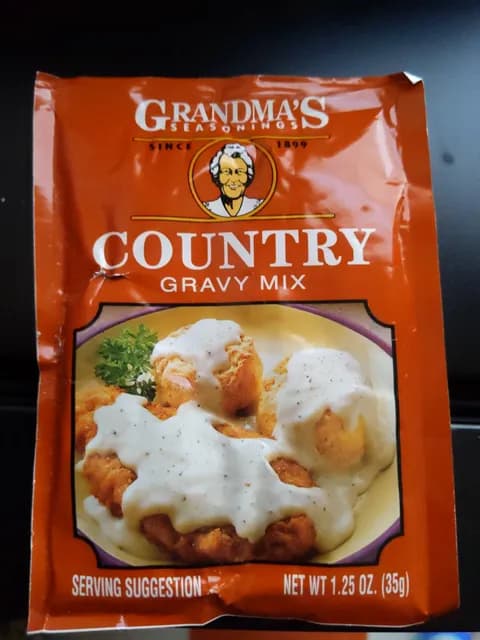 GRANDMA'S
SEASONINGS
SINCE 1899
COUNTRY
GRAVY MIX
SERVING SUGGESTION NET WT 1.25 OZ. (35g)